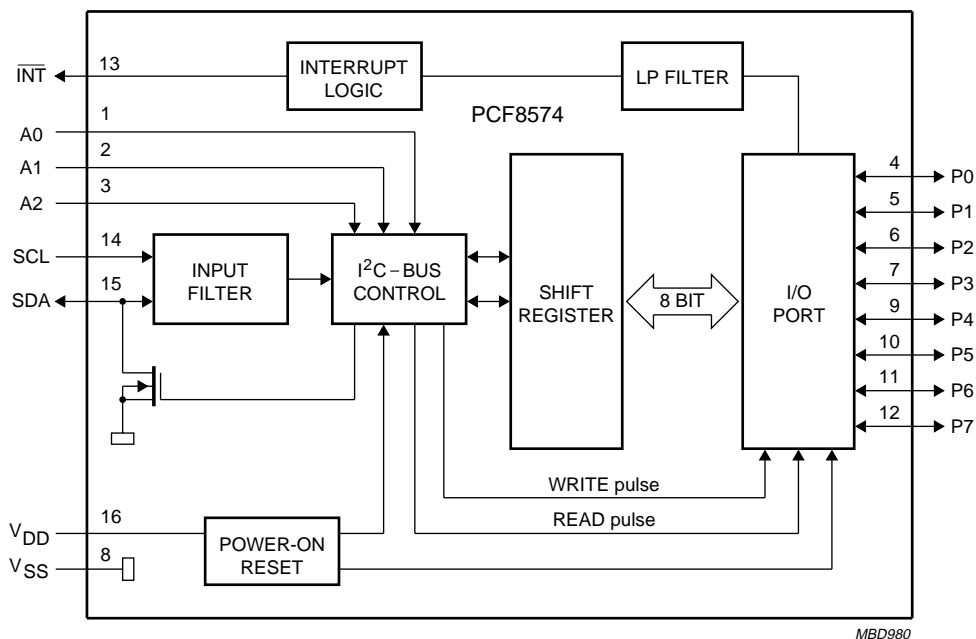 INT
13
INTERRUPT
LOGIC
LP FILTER
PCF8574
A0
1
A1
2
A2
3
SCL
14
SDA
15
INPUT
FILTER
I²C–BUS
CONTROL
SHIFT
REGISTER
8 BIT
I/O
PORT
4
P0
5
P1
6
P2
7
P3
9
P4
10
P5
11
P6
12
P7
WRITE pulse
READ pulse
VDD
16
VSS
8
POWER-ON
RESET
MBD980